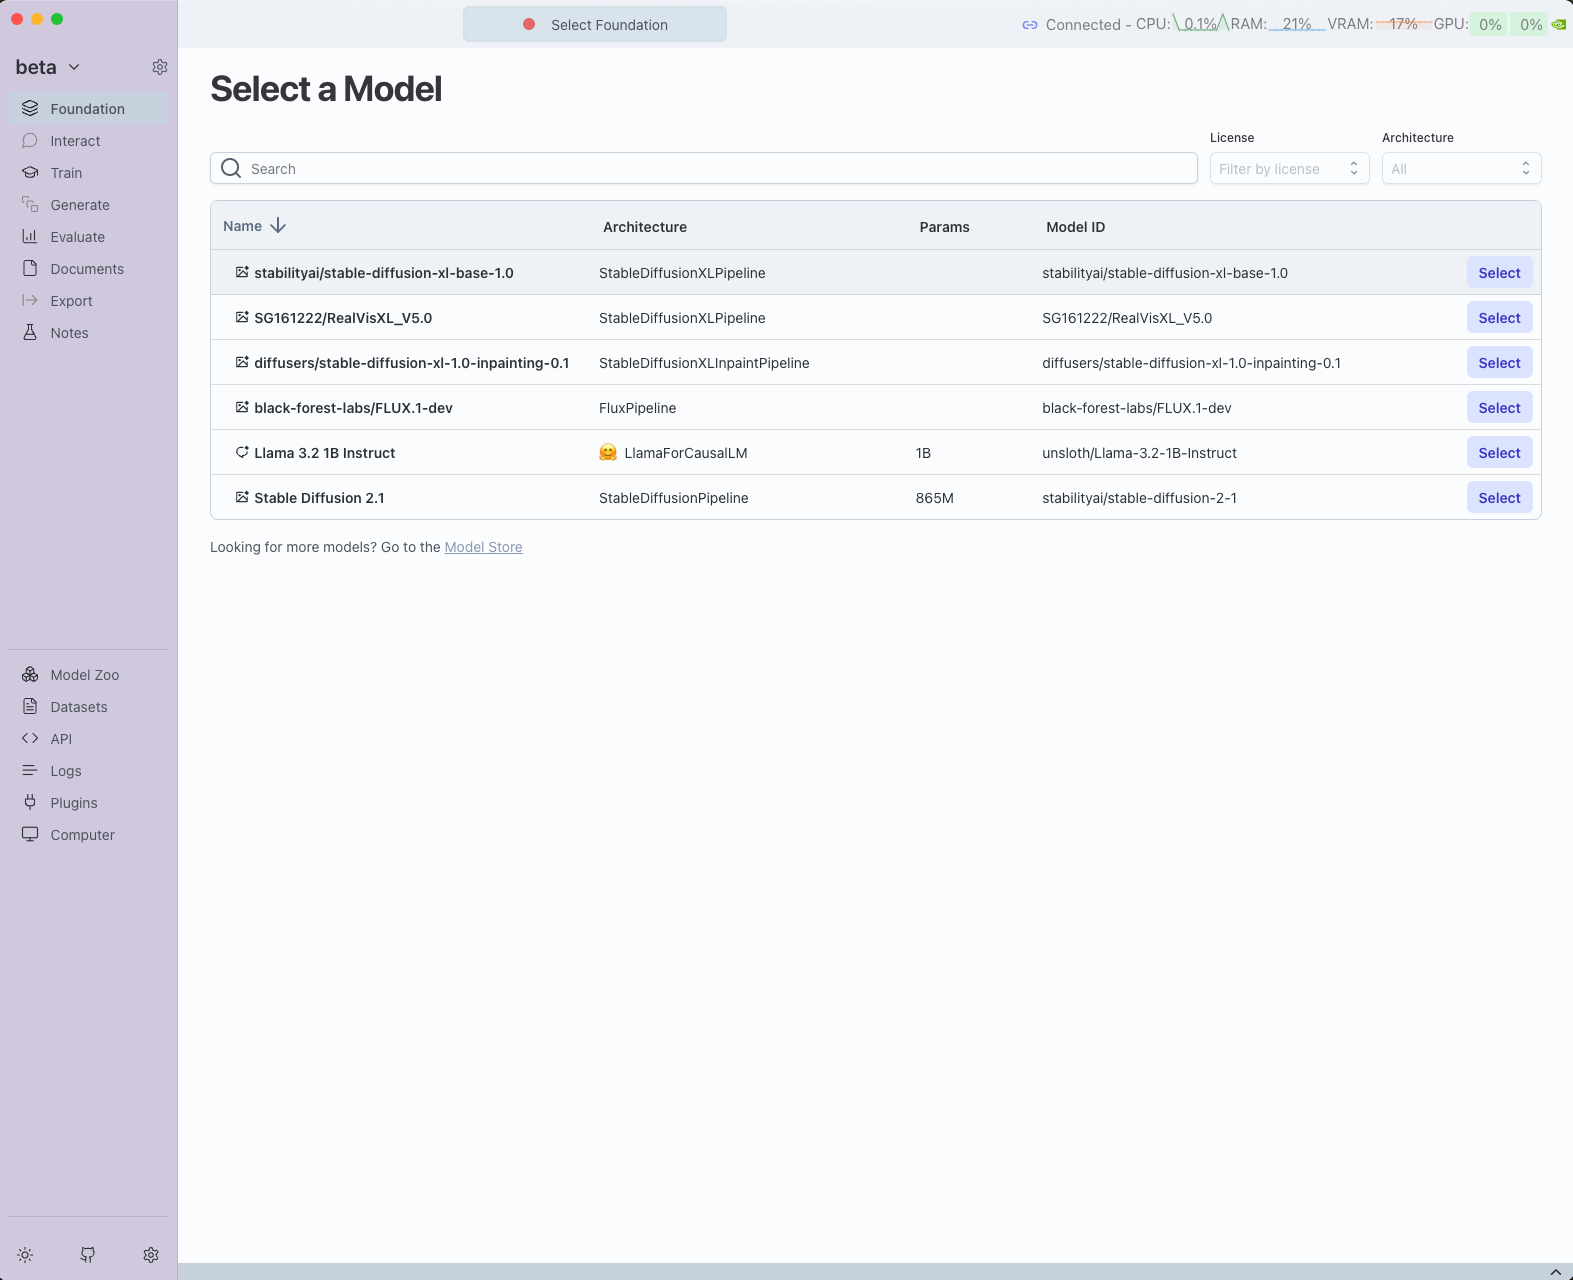 Select Foundation
Connected - CPU: 0.1% RAM: 21% VRAM: 17% GPU: 0% 0%
beta
Foundation
Interact
Train
Generate
Evaluate
Documents
Export
Notes
Model Zoo
Datasets
API
Logs
Plugins
Computer
Select a Model
License
Architecture
Search
Filter by license
All
Name Architecture Params Model ID
stabilityai/stable-diffusion-xl-base-1.0 StableDiffusionXLPipeline stabilityai/stable-diffusion-xl-base-1.0 Select
SG161222/RealVisXL_V5.0 StableDiffusionXLPipeline SG161222/RealVisXL_V5.0 Select
diffusers/stable-diffusion-xl-1.0-inpainting-0.1 StableDiffusionXLInpaintPipeline diffusers/stable-diffusion-xl-1.0-inpainting-0.1 Select
black-forest-labs/FLUX.1-dev FluxPipeline black-forest-labs/FLUX.1-dev Select
Llama 3.2 1B Instruct 🤗 LlamaForCausalLM 1B unsloth/Llama-3.2-1B-Instruct Select
Stable Diffusion 2.1 StableDiffusionPipeline 865M stabilityai/stable-diffusion-2-1 Select
Looking for more models? Go to the Model Store